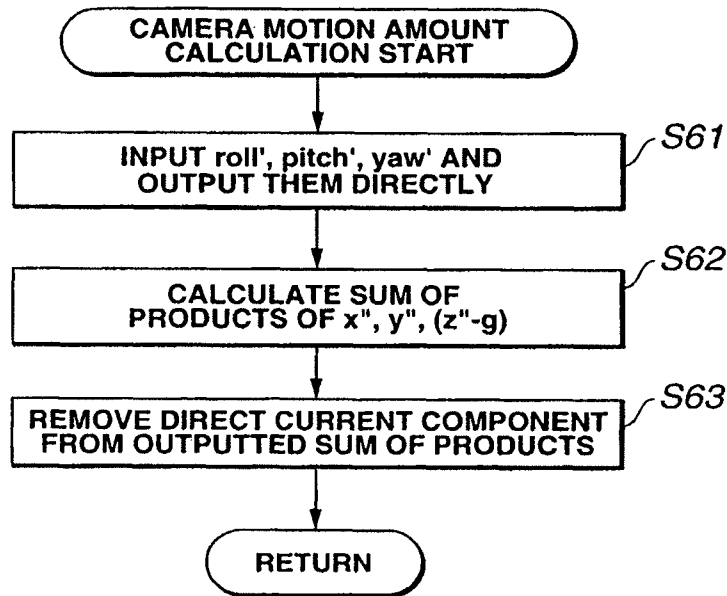 CAMERA MOTION AMOUNT
CALCULATION START
INPUT roll', pitch', yaw' AND
OUTPUT THEM DIRECTLY
S61
CALCULATE SUM OF
PRODUCTS OF x", y", (z"-g)
S62
REMOVE DIRECT CURRENT COMPONENT
FROM OUTPUTTED SUM OF PRODUCTS
S63
RETURN